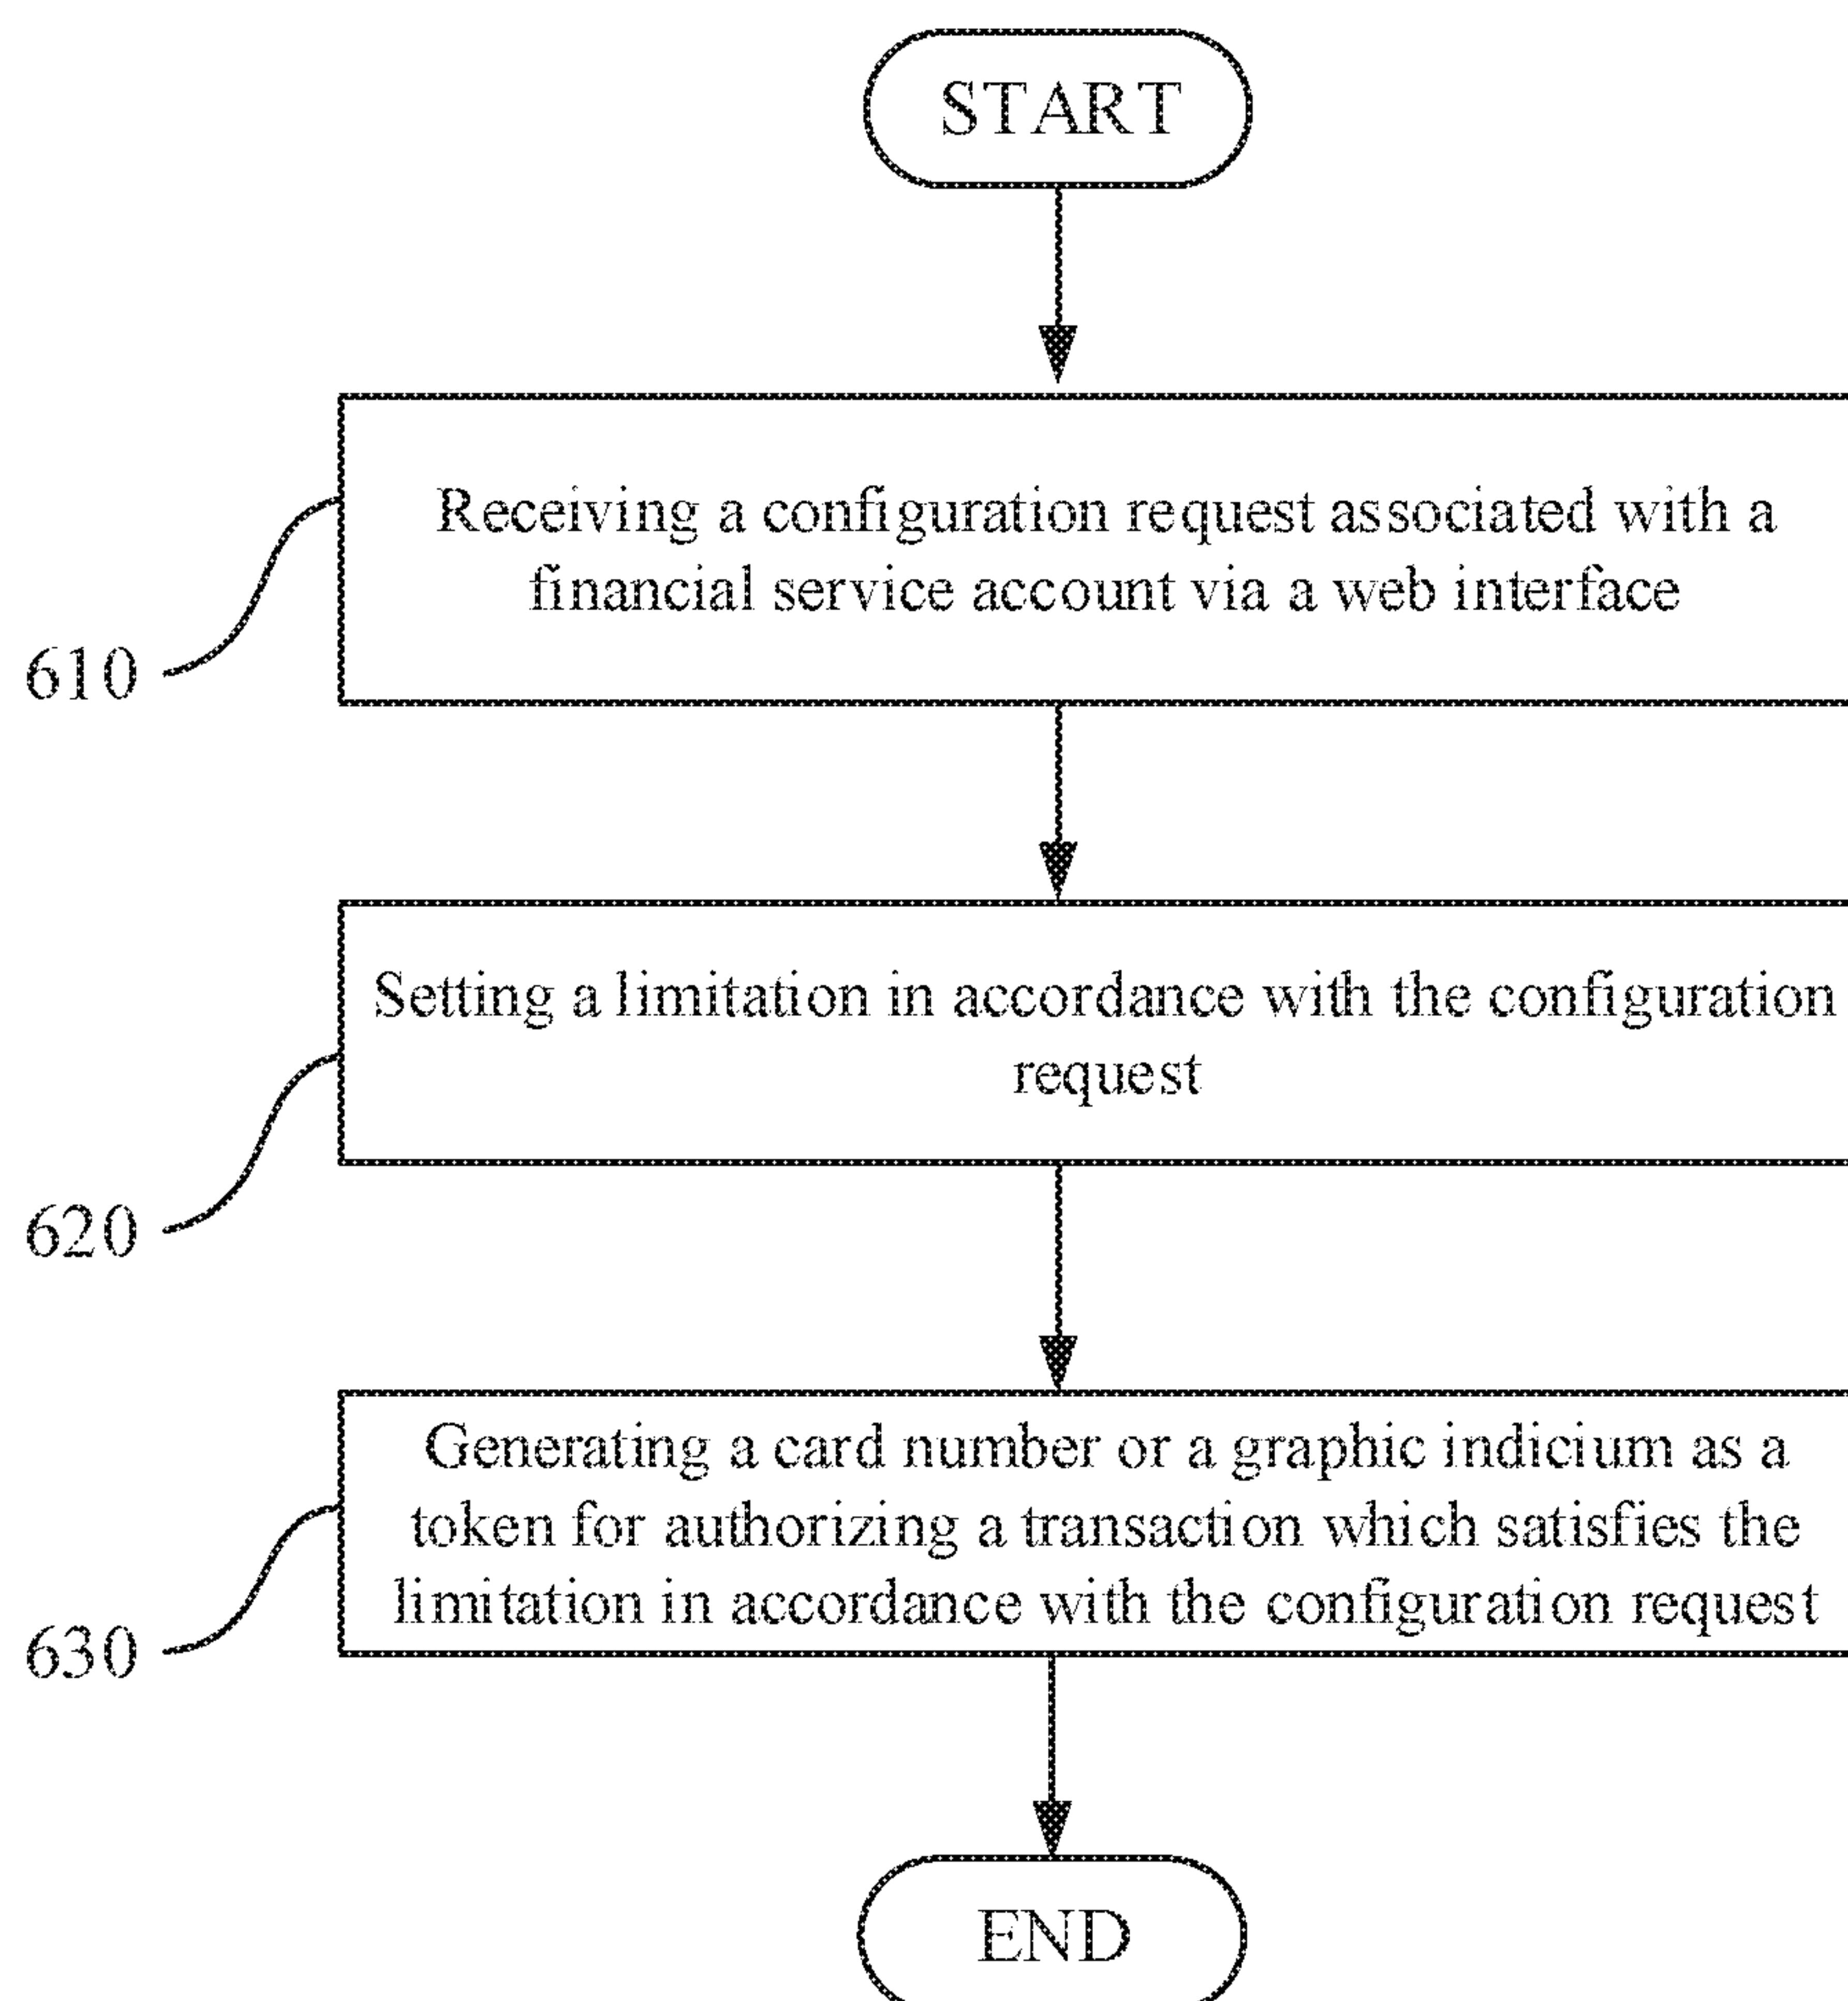 START
Receiving a configuration request associated with a
financial service account via a web interface
610
Setting a limitation in accordance with the configuration
request
620
Generating a card number or a graphic indicium as a
token for authorizing a transaction which satisfies the
limitation in accordance with the configuration request
630
END